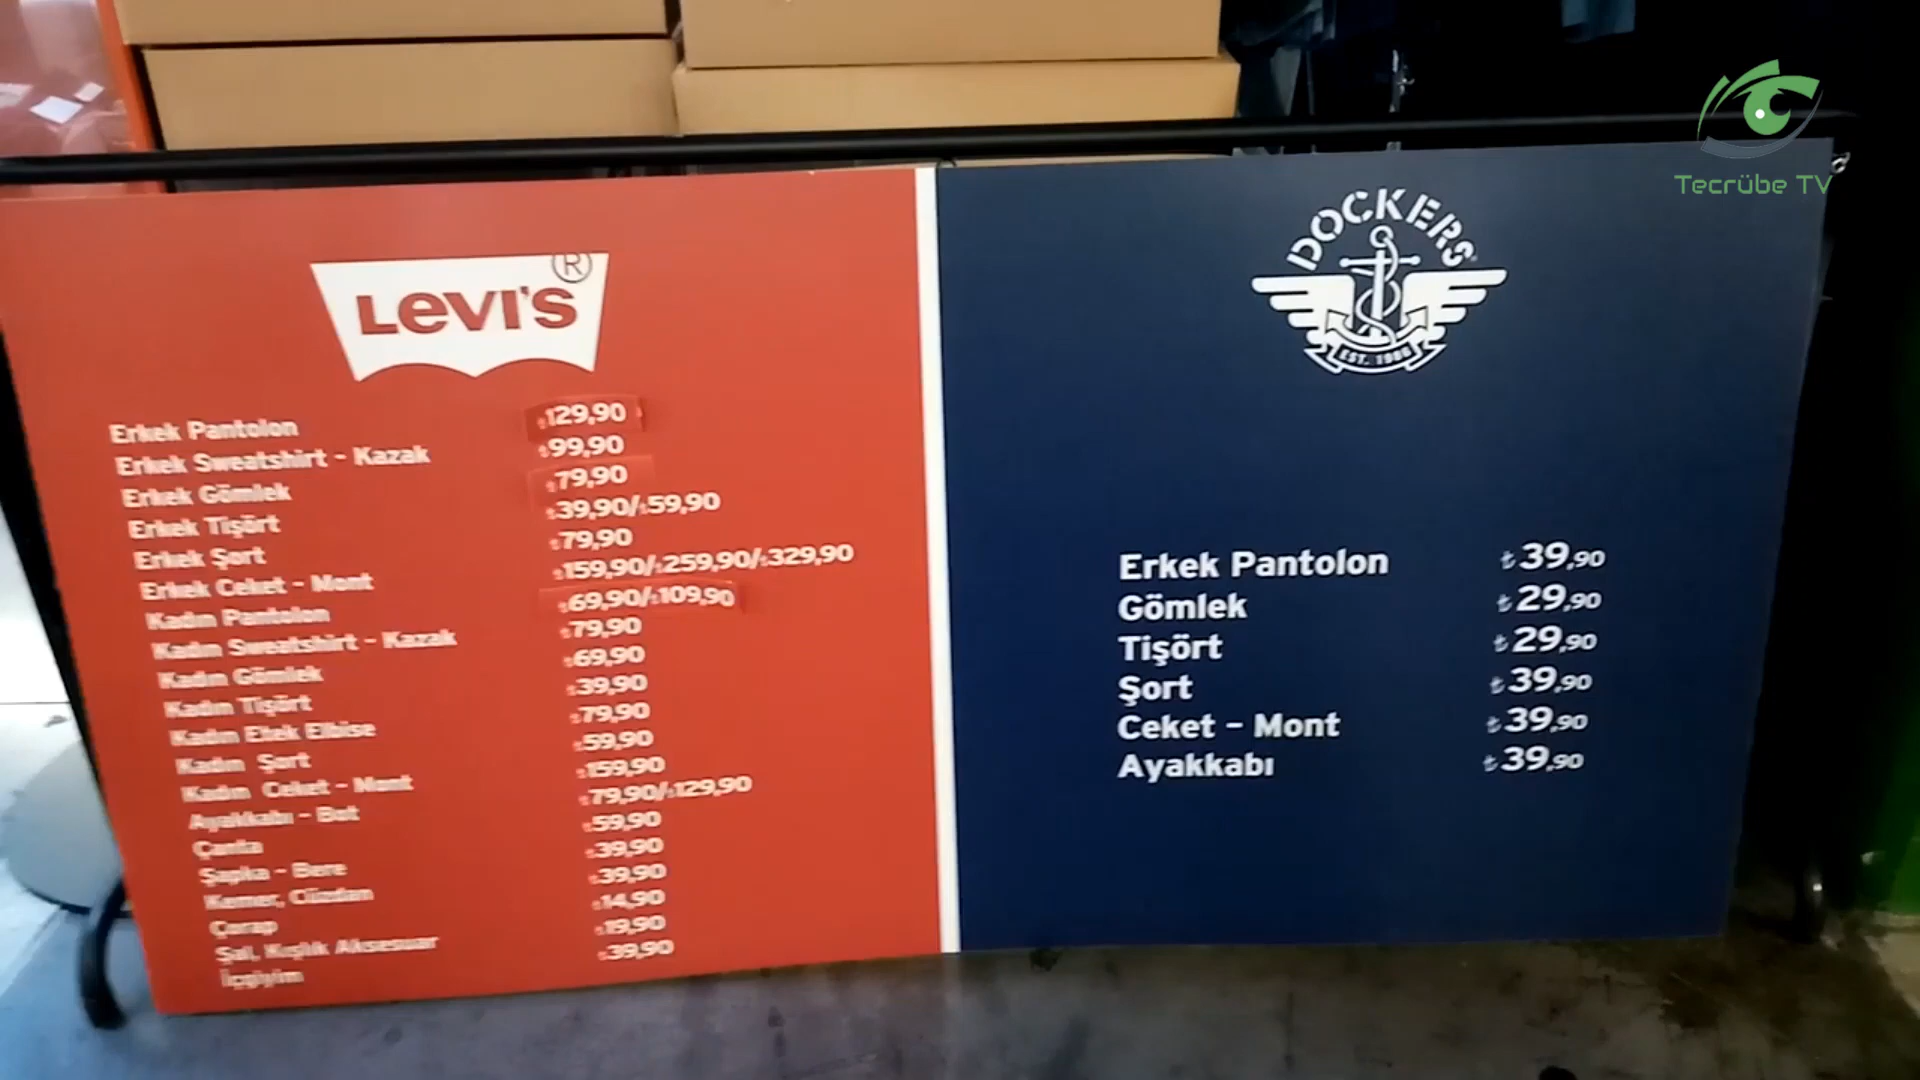 Tecrübe TV
LEVI'S®
Erkek Pantolon ₺129,90
Erkek Sweatshirt - Kazak ₺99,90
Erkek Gömlek ₺79,90
Erkek Tişört ₺39,90/₺59,90
Erkek Şort ₺79,90
Erkek Ceket - Mont ₺159,90/₺259,90/₺329,90
Kadın Pantolon ₺69,90/₺109,90
Kadın Sweatshirt - Kazak ₺79,90
Kadın Gömlek ₺69,90
Kadın Tişört ₺39,90
Kadın Etek Elbise ₺79,90
Kadın Şort ₺59,90
Kadın Ceket - Mont ₺159,90
Ayakkabı - Bot ₺79,90/₺129,90
Çanta ₺59,90
Şapka - Bere ₺39,90
Kemer, Cüzdan ₺39,90
Çorap ₺14,90
Şal, Kışlık Aksesuar ₺19,90
İçgiyim ₺39,90
DOCKERS
EST. 1986
Erkek Pantolon ₺39,90
Gömlek ₺29,90
Tişört ₺29,90
Şort ₺39,90
Ceket – Mont ₺39,90
Ayakkabı ₺39,90